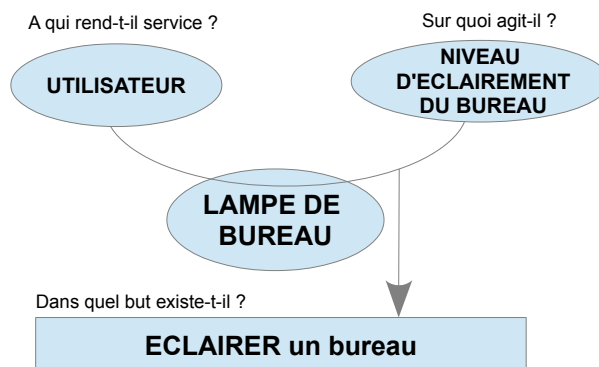 A qui rend-t-il service ?
Sur quoi agit-il ?
UTILISATEUR
NIVEAU
D'ECLAIREMENT
DU BUREAU
LAMPE DE
BUREAU
Dans quel but existe-t-il ?
ECLAIRER un bureau